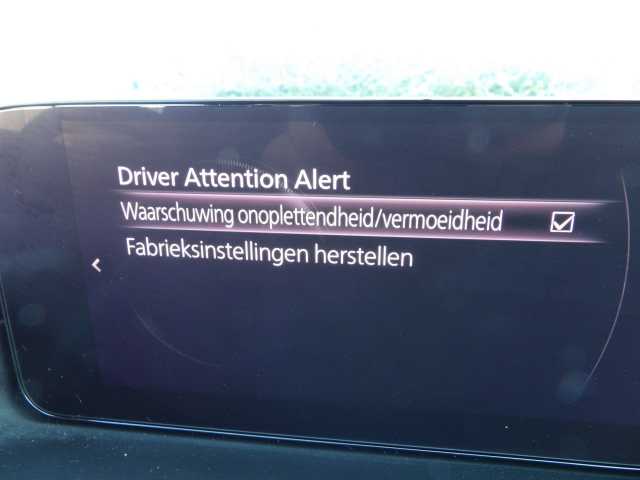 Driver Attention Alert
Waarschuwing onoplettendheid/vermoeidheid
Fabrieksinstellingen herstellen